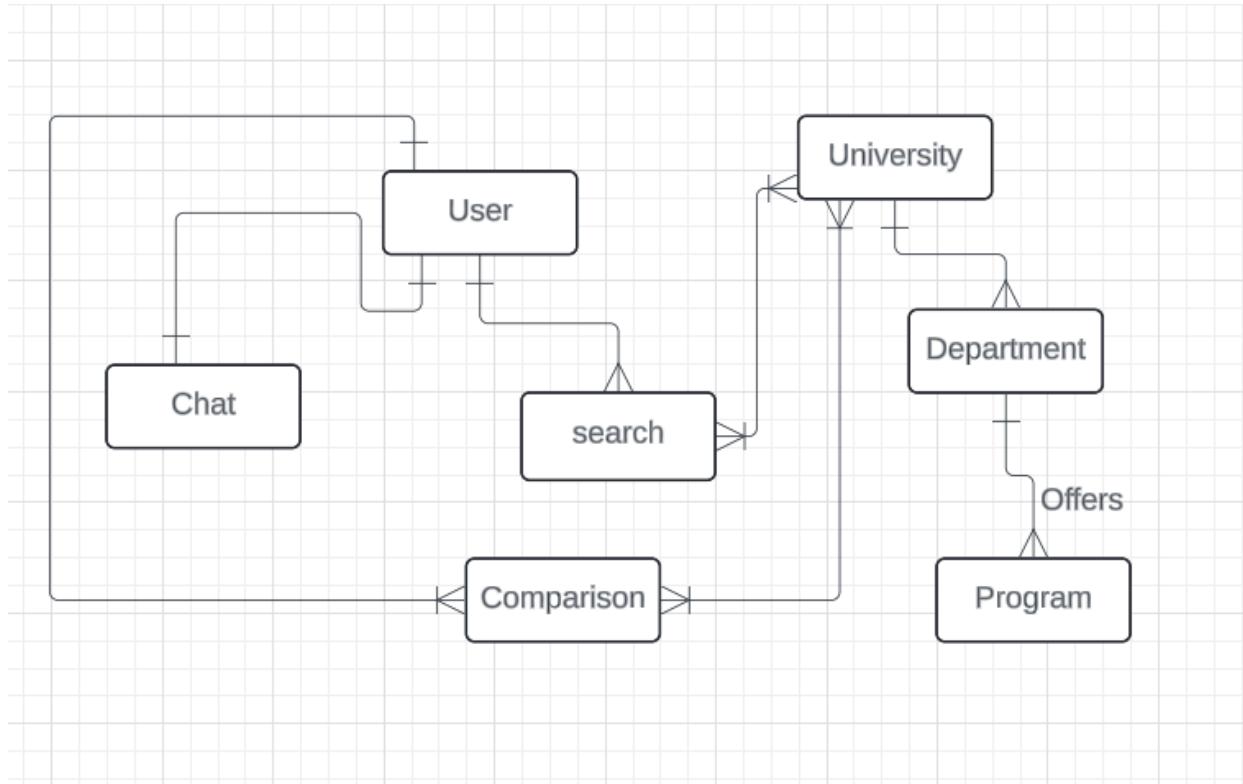 University
User
Department
Chat
search
Offers
Comparison
Program